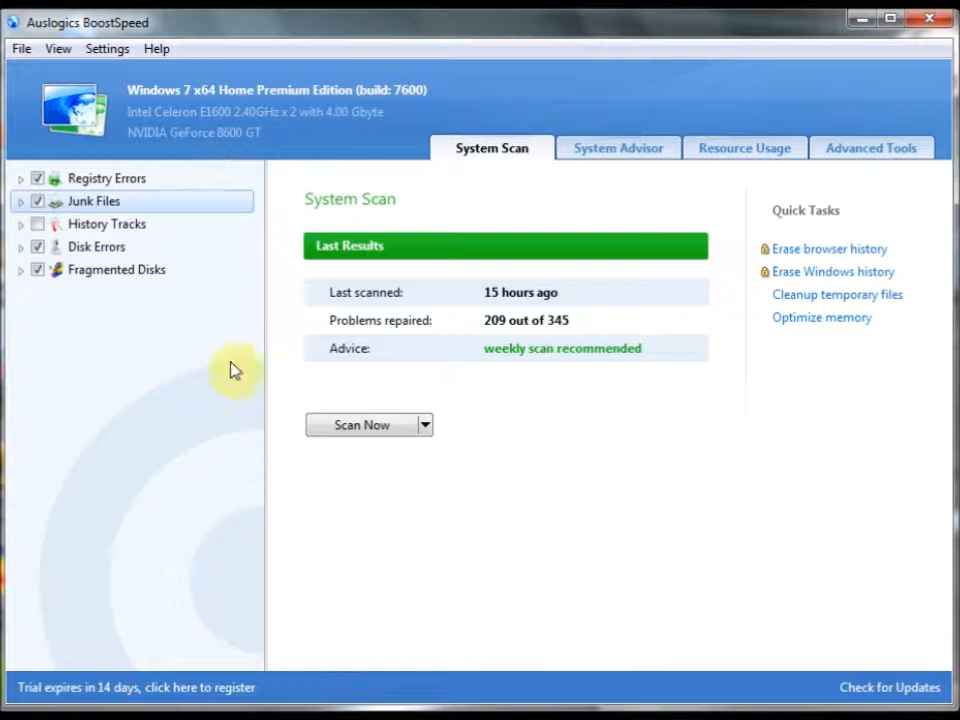 Auslogics BoostSpeed
File View Settings Help
Windows 7 x64 Home Premium Edition (build: 7600)
Intel Celeron E1600 2.40GHz x 2 with 4.00 Gbyte
NVIDIA GeForce 8600 GT
System Scan System Advisor Resource Usage Advanced Tools
Registry Errors
Junk Files
History Tracks
Disk Errors
Fragmented Disks
System Scan
Last Results
Last scanned: 15 hours ago
Problems repaired: 209 out of 345
Advice: weekly scan recommended
Scan Now
Quick Tasks
Erase browser history
Erase Windows history
Cleanup temporary files
Optimize memory
Trial expires in 14 days, click here to register
Check for Updates